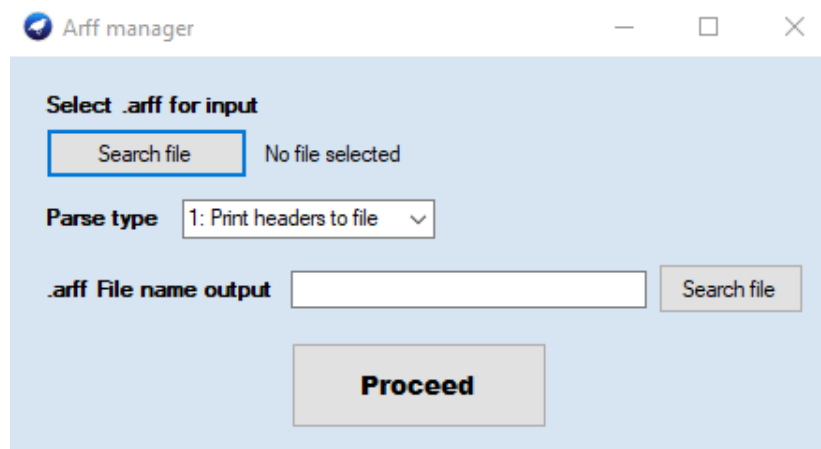 Arff manager
Select .arff for input
Search file No file selected
Parse type 1: Print headers to file
.arff File name output Search file
Proceed